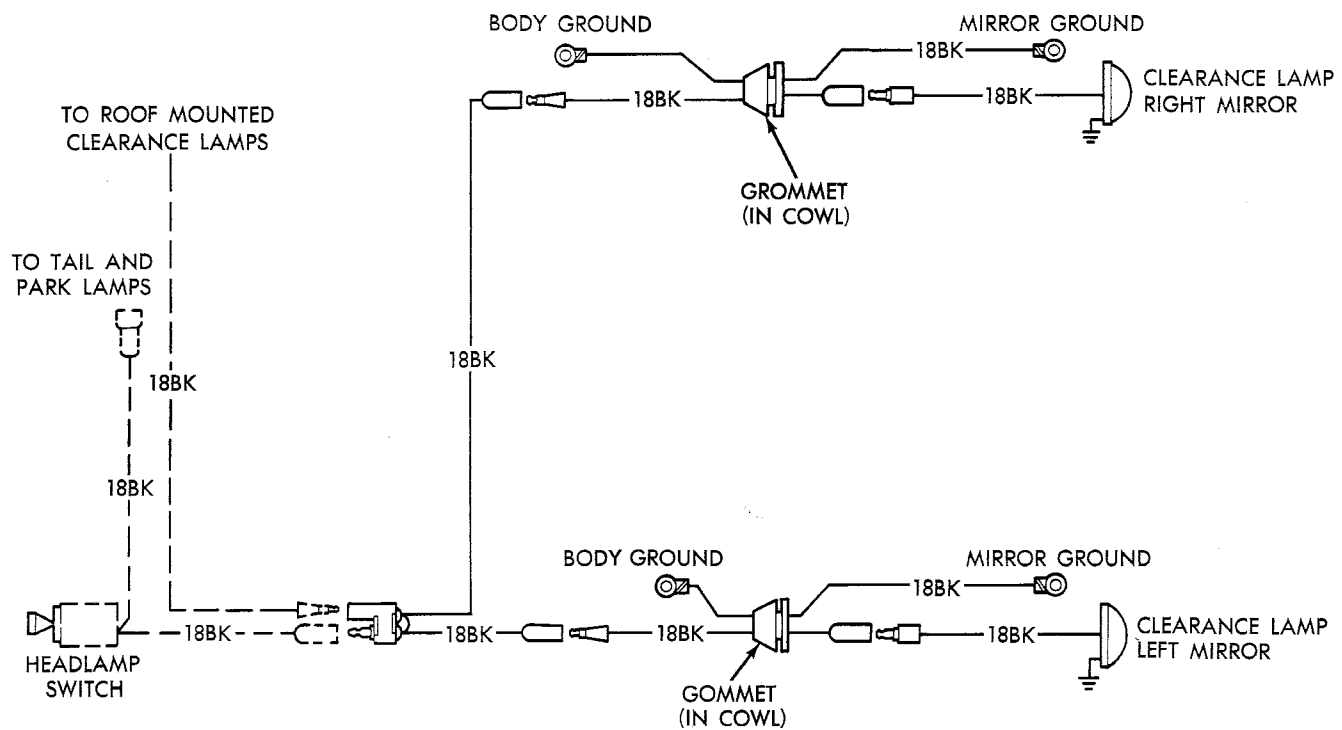 BODY GROUND
MIRROR GROUND
18BK
18BK
18BK
CLEARANCE LAMP
RIGHT MIRROR
TO ROOF MOUNTED
CLEARANCE LAMPS
GROMMET
(IN COWL)
TO TAIL AND
PARK LAMPS
18BK
18BK
18BK
BODY GROUND
MIRROR GROUND
18BK
18BK
18BK
18BK
18BK
CLEARANCE LAMP
LEFT MIRROR
HEADLAMP
SWITCH
GOMMET
(IN COWL)